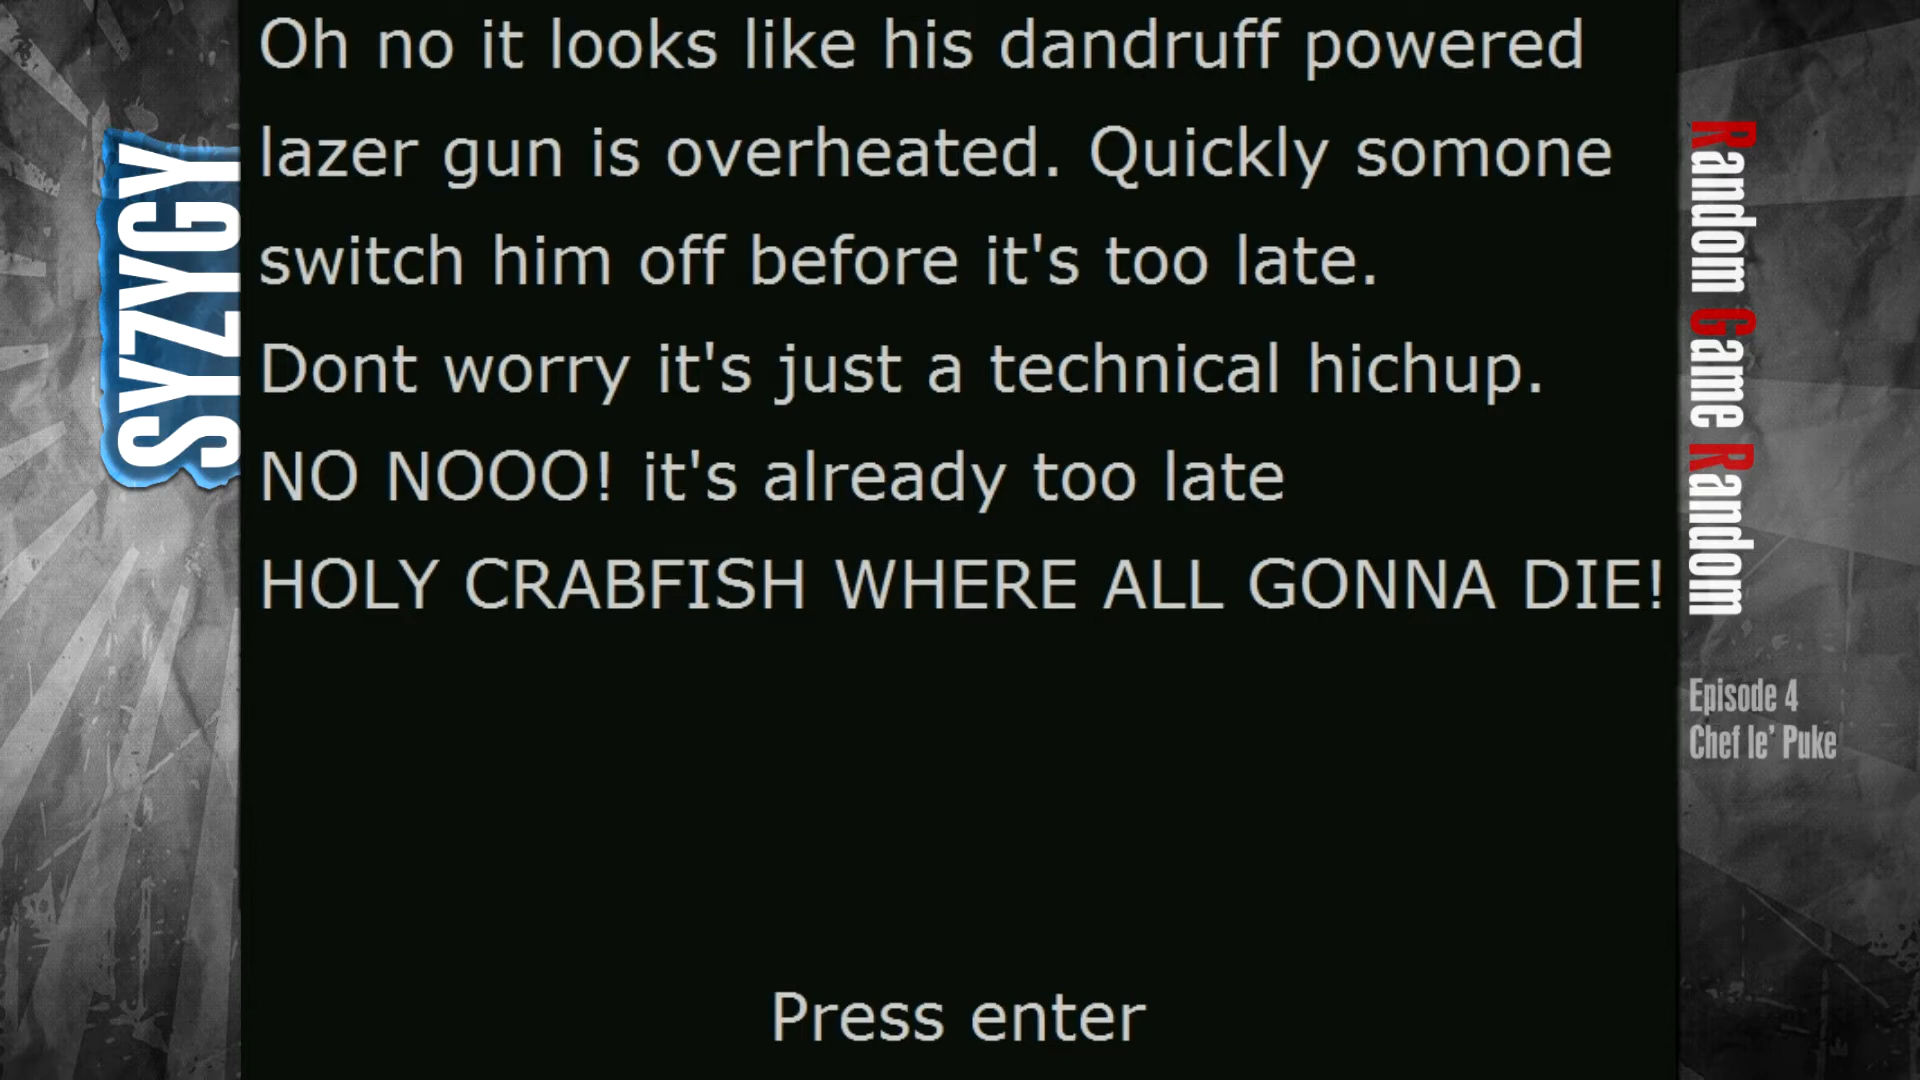 SYZYGY
Oh no it looks like his dandruff powered
lazer gun is overheated. Quickly somone
switch him off before it's too late.
Dont worry it's just a technical hichup.
NO NOOO! it's already too late
HOLY CRABFISH WHERE ALL GONNA DIE!
Press enter
Random Game Random
Episode 4
Chef le' Puke